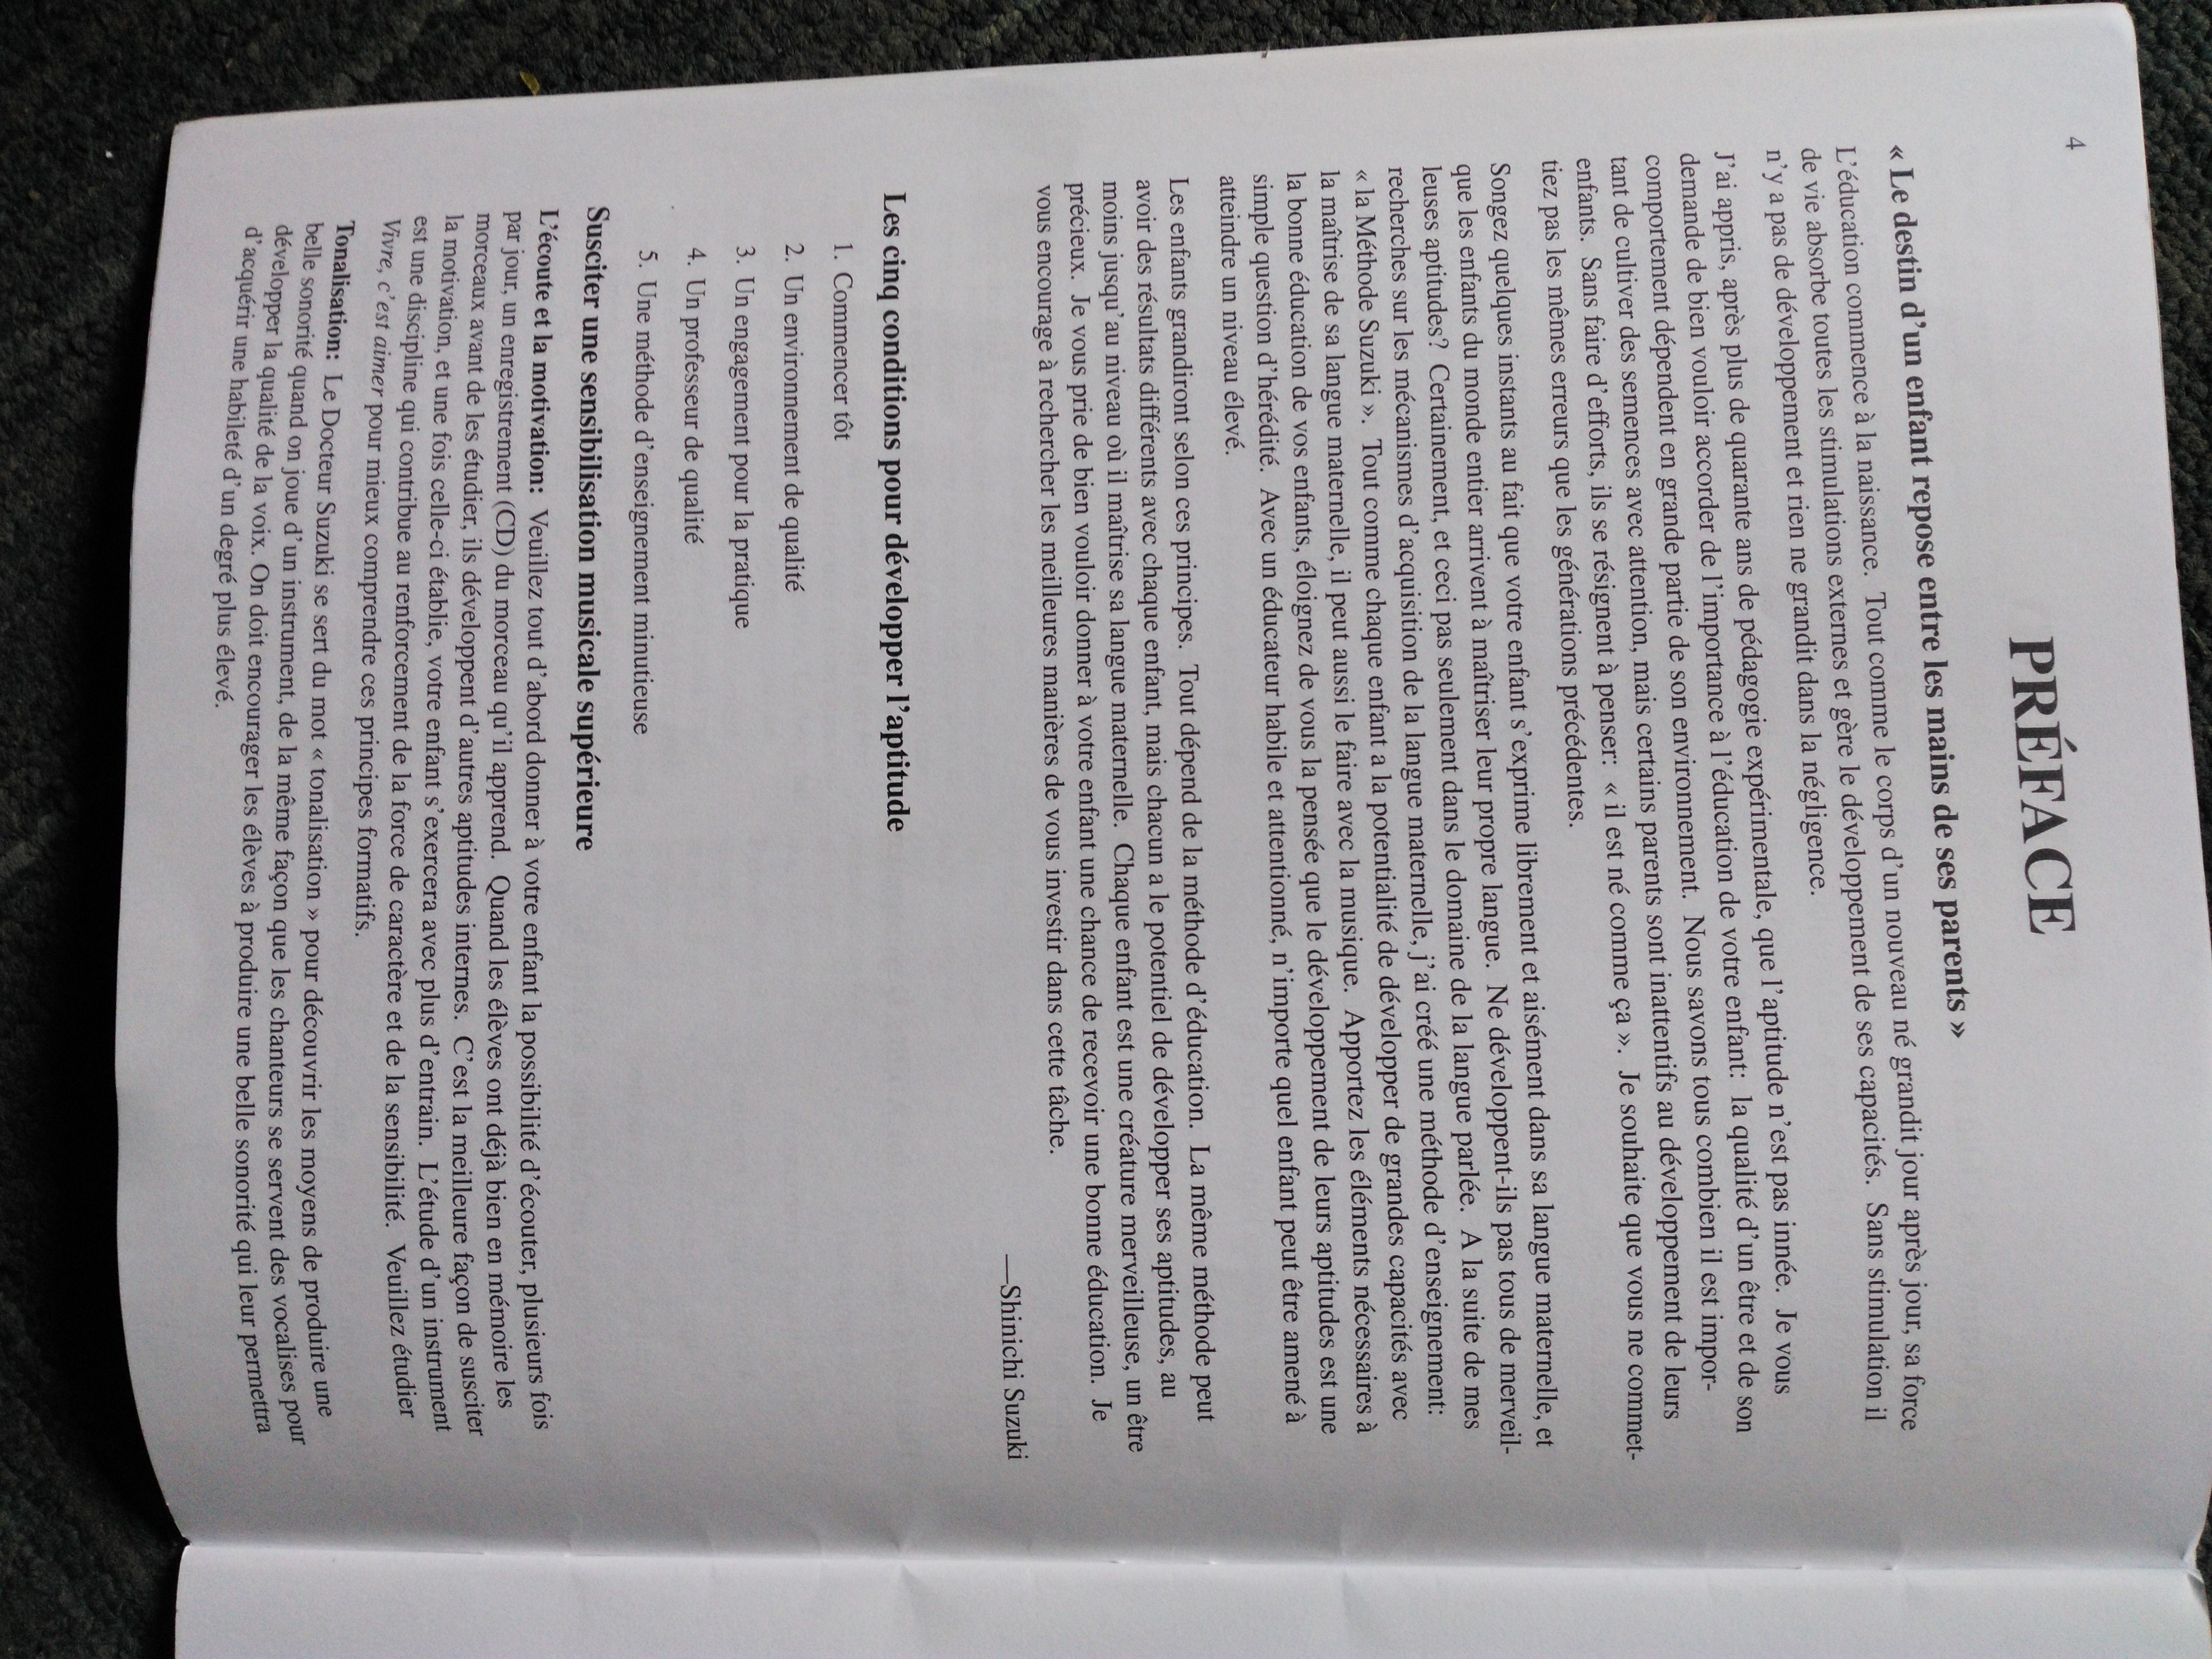 4
PRÉFACE
« Le destin d'un enfant repose entre les mains de ses parents »
L'éducation commence à la naissance. Tout comme le corps d'un nouveau né grandit jour après jour, sa force
de vie absorbe toutes les stimulations externes et gère le développement de ses capacités. Sans stimulation il
n'y a pas de développement et rien ne grandit dans la négligence.
J'ai appris, après plus de quarante ans de pédagogie expérimentale, que l'aptitude n'est pas innée. Je vous
demande de bien vouloir accorder de l'importance à l'éducation de votre enfant: la qualité d'un être et de son
comportement dépendent en grande partie de son environnement. Nous savons tous combien il est impor-
tant de cultiver des semences avec attention, mais certains parents sont inattentifs au développement de leurs
enfants. Sans faire d'efforts, ils se résignent à penser: « il est né comme ça ». Je souhaite que vous ne commet-
tiez pas les mêmes erreurs que les générations précédentes.
Songez quelques instants au fait que votre enfant s'exprime librement et aisément dans sa langue maternelle, et
que les enfants du monde entier arrivent à maîtriser leur propre langue. Ne développent-ils pas tous de merveil-
leuses aptitudes? Certainement, et ceci pas seulement dans le domaine de la langue parlée. A la suite de mes
recherches sur les mécanismes d'acquisition de la langue maternelle, j'ai créé une méthode d'enseignement:
« la Méthode Suzuki ». Tout comme chaque enfant a la potentialité de développer de grandes capacités avec
la maîtrise de sa langue maternelle, il peut aussi le faire avec la musique. Apportez les éléments nécessaires à
la bonne éducation de vos enfants, éloignez de vous la pensée que le développement de leurs aptitudes est une
simple question d'hérédité. Avec un éducateur habile et attentionné, n'importe quel enfant peut être amené à
atteindre un niveau élevé.
Les enfants grandiront selon ces principes. Tout dépend de la méthode d'éducation. La même méthode peut
avoir des résultats différents avec chaque enfant, mais chacun a le potentiel de développer ses aptitudes, au
moins jusqu'au niveau où il maîtrise sa langue maternelle. Chaque enfant est une créature merveilleuse, un être
précieux. Je vous prie de bien vouloir donner à votre enfant une chance de recevoir une bonne éducation. Je
vous encourage à rechercher les meilleures manières de vous investir dans cette tâche.
—Shinichi Suzuki
Les cinq conditions pour développer l'aptitude
1. Commencer tôt
2. Un environnement de qualité
3. Un engagement pour la pratique
4. Un professeur de qualité
5. Une méthode d'enseignement minutieuse
Susciter une sensibilisation musicale supérieure
L'écoute et la motivation: Veuillez tout d'abord donner à votre enfant la possibilité d'écouter, plusieurs fois
par jour, un enregistrement (CD) du morceau qu'il apprend. Quand les élèves ont déjà bien en mémoire les
morceaux avant de les étudier, ils développent d'autres aptitudes internes. C'est la meilleure façon de susciter
la motivation, et une fois celle-ci établie, votre enfant s'exercera avec plus d'entrain. L'étude d'un instrument
est une discipline qui contribue au renforcement de la force de caractère et de la sensibilité. Veuillez étudier
Vivre, c'est aimer pour mieux comprendre ces principes formatifs.
Tonalisation: Le Docteur Suzuki se sert du mot « tonalisation » pour découvrir les moyens de produire une
belle sonorité quand on joue d'un instrument, de la même façon que les chanteurs se servent des vocalises pour
développer la qualité de la voix. On doit encourager les élèves à produire une belle sonorité qui leur permettra
d'acquérir une habileté d'un degré plus élevé.